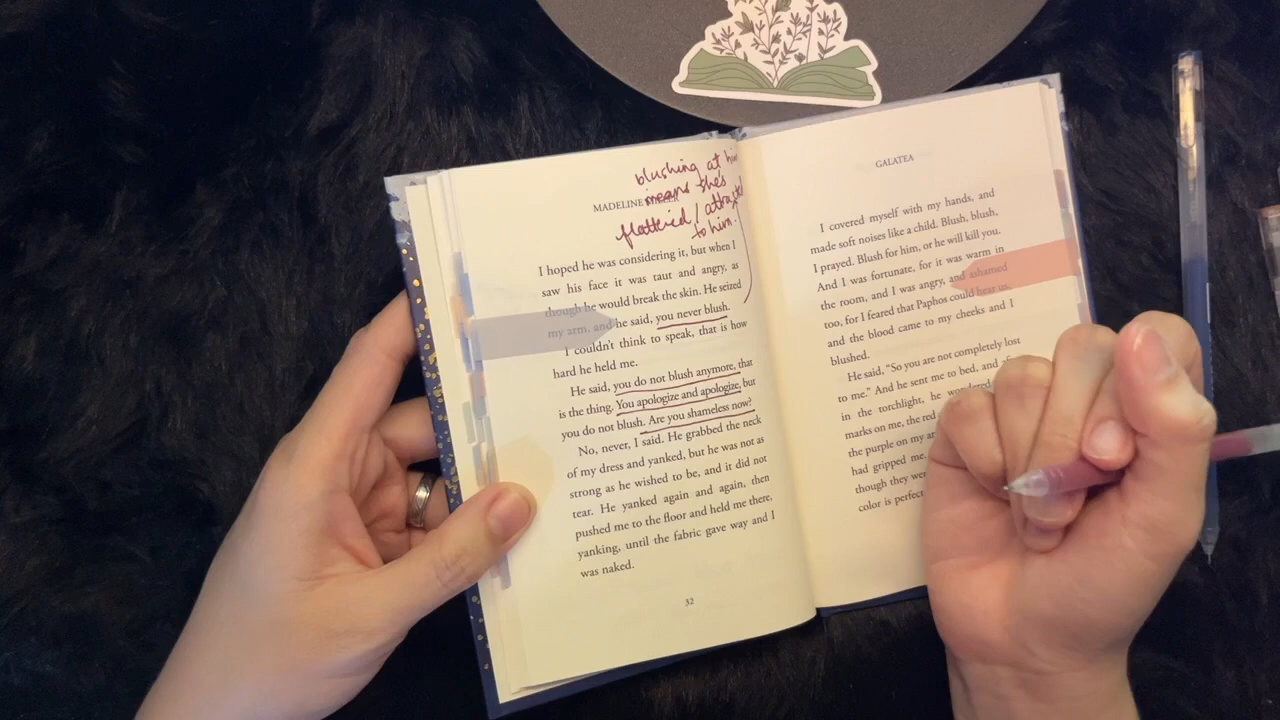 blushing at him
means she's
MADELINE
flattered / attracted
to him.
I hoped he was considering it, but when I
saw his face it was taut and angry, as
though he would break the skin. He seized
my arm, and he said, you never blush.
I couldn't think to speak, that is how
hard he held me.
He said, you do not blush anymore, that
is the thing. You apologize and apologize, but
you do not blush. Are you shameless now?
No, never, I said. He grabbed the neck
of my dress and yanked, but he was not as
strong as he wished to be, and it did not
tear. He yanked again and again, then
pushed me to the floor and held me there,
yanking, until the fabric gave way and I
was naked.
52
GALATEA
I covered myself with my hands, and
made soft noises like a child. Blush, blush,
I prayed. Blush for him, or he will kill you.
And I was fortunate, for it was warm in
the room, and I was angry, and ashamed
too, for I feared that Paphos could hear us,
and the blood came to my cheeks and I
blushed.
He said, "So you are not completely lost
to me." And he sent me to bed, and
in the torchlight, he wondered
marks on me, the red
the purple on my
had gripped me.
though they
color is perfect